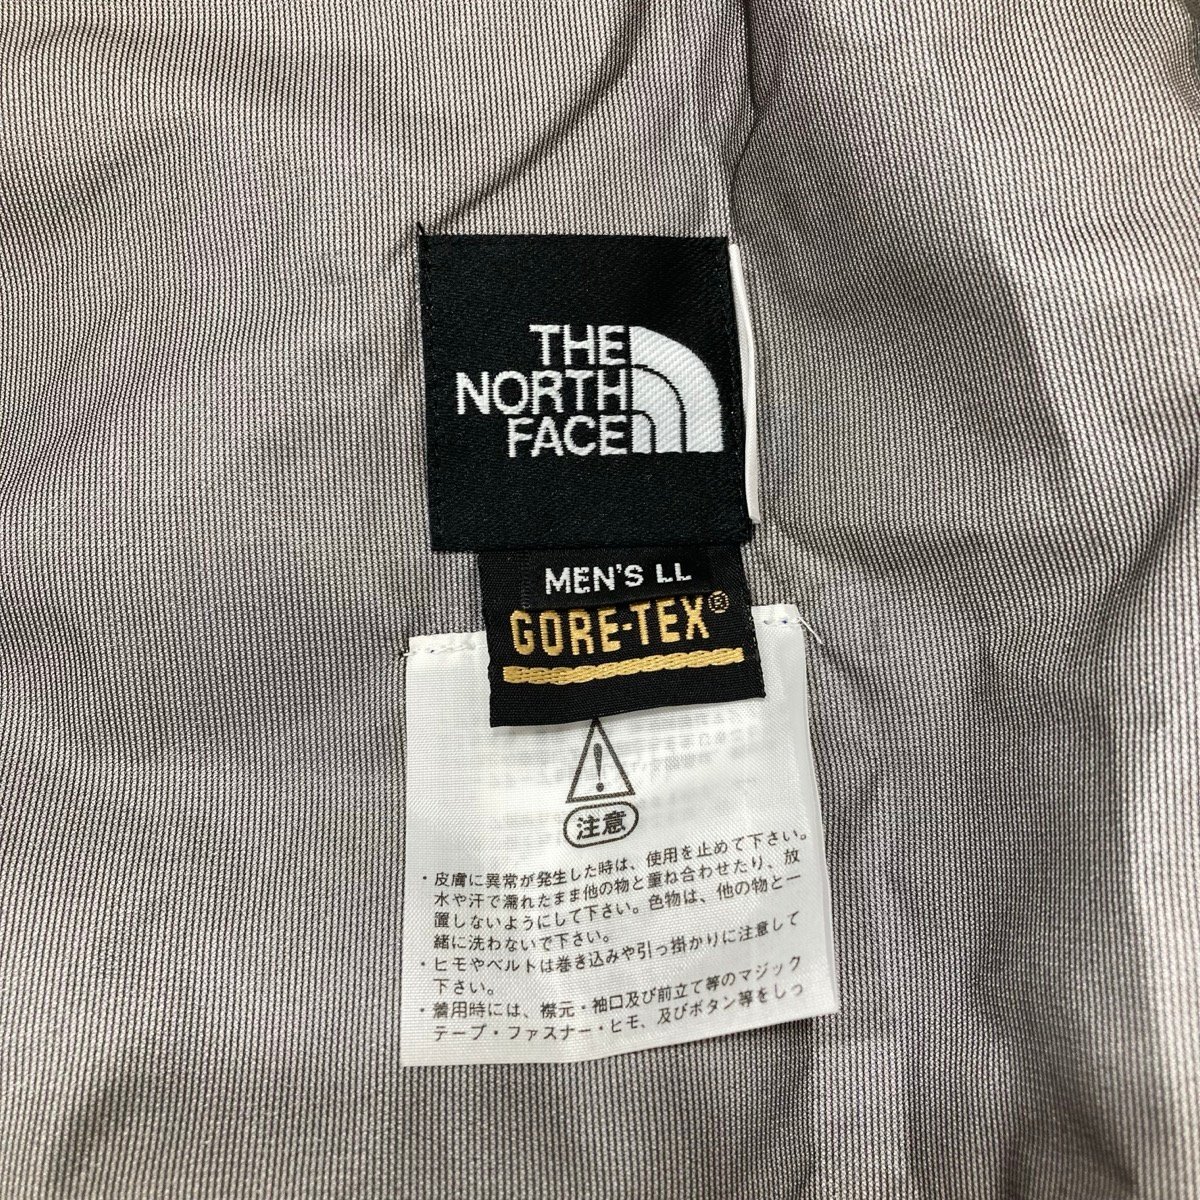 THE
NORTH
FACE
MEN'S LL
GORE-TEX®
注意
・皮膚に異常が発生した時は、使用を止めて下さい。
水や汗で濡れたまま他の物と重ね合わせたり、放
置しないようにして下さい。色物は、他の物と一
緒に洗わないで下さい。
・ヒモやベルトは巻き込みや引っ掛かりに注意して
下さい。
・着用時には、襟元・袖口及び前立て等のマジック
テープ・ファスナー・ヒモ、及びボタン等をしっ